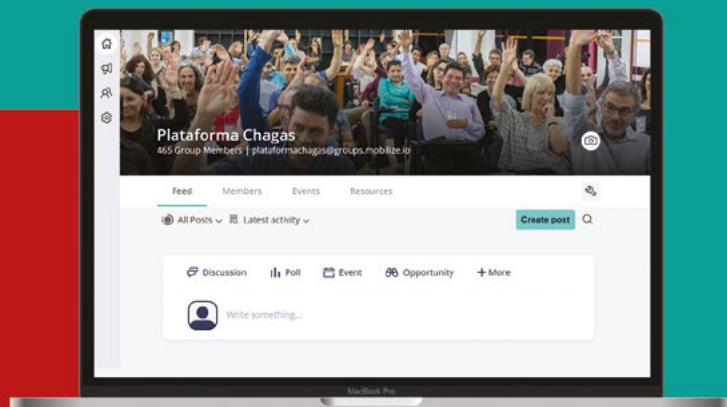 Plataforma Chagas
465 Group Members | plataformachagas@groups.mobilize.io
Feed Members Events Resources
All Posts Latest activity Create post
Discussion Poll Event Opportunity + More
Write something...
MacBook Pro